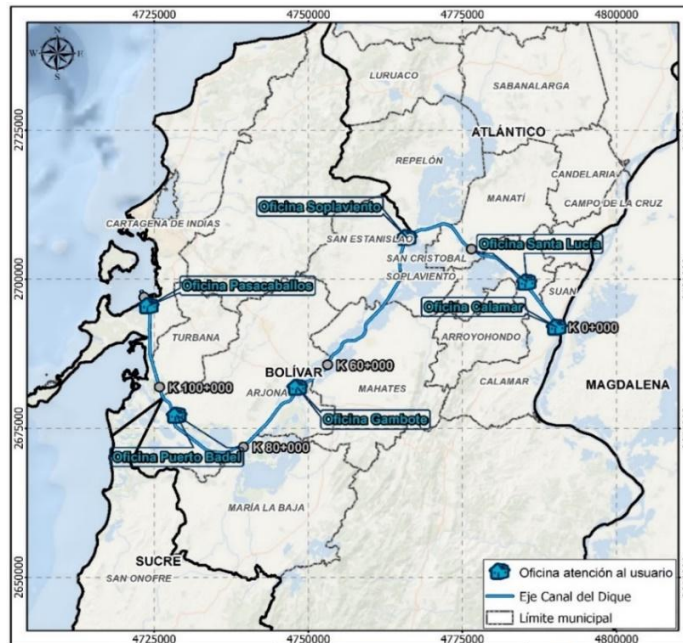 4725000 4750000 4775000 4800000
N
W E
S
LURUACO
SABANALARGA
2725000
ATLÁNTICO
REPELÓN
CANDELARIA
Oficina Soplaviento
MANATÍ
CAMPO DE LA CRUZ
CARTAGENA DE INDIAS
SAN ESTANISLAO
Oficina Santa Lucía
SAN CRISTOBAL
2700000
SOPLAVIENTO
Oficina Pasacaballos
SUAN
Oficina Calamar
K 0+000
TURBANA
ARROYOHONDO
K 60+000
BOLÍVAR
CALAMAR
MAGDALENA
K 100+000
ARJONA
MAHATES
Oficina Gambote
2675000
K 80+000
Oficina Puerto Badel
MARÍA LA BAJA
SUCRE
Oficina atención al usuario
2650000
SAN ONOFRE
Eje Canal del Dique
Límite municipal
4725000 4750000 4775000 4800000